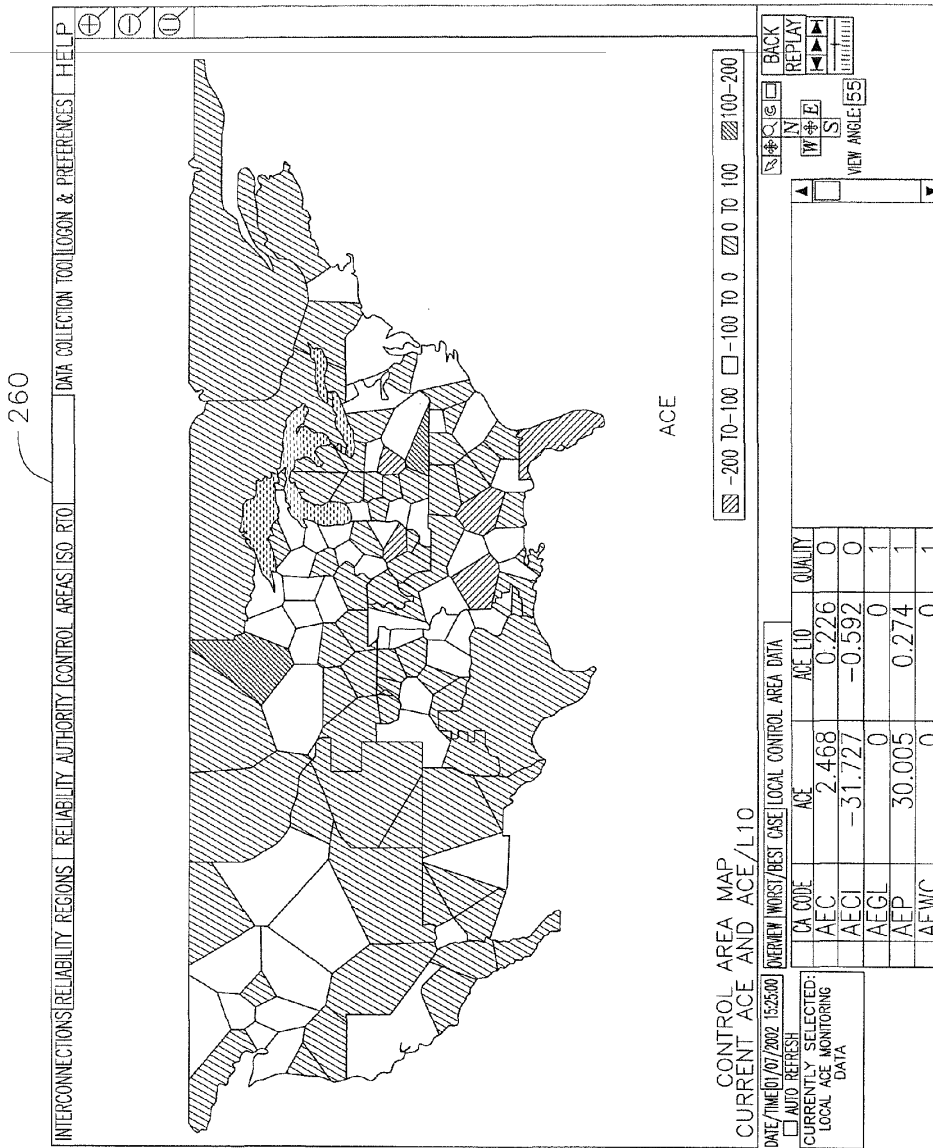 260
INTERCONNECTIONS RELIABILITY REGIONS RELIABILITY AUTHORITY CONTROL AREAS ISO RTO DATA COLLECTION TOOL LOGON & PREFERENCES HELP
ACE
-200 TO-100 -100 TO 0 0 TO 100 100-200
CONTROL AREA MAP
CURRENT ACE AND ACE/L10
DATE/TIME 01/07/2002 15:25:00
AUTO REFRESH
CURRENTLY SELECTED:
LOCAL ACE MONITORING
DATA
OVERVIEW WORST/BEST CASE LOCAL CONTROL AREA DATA
CA CODE ACE ACE L10 QUALITY
AEC 2.468 0.226 0
AECI -31.727 -0.592 0
AEGL 0 0 1
AEP 30.005 0.274 1
AEWC 0 0 1
BACK
REPLAY
N
W E
S
VIEW ANGLE: 55